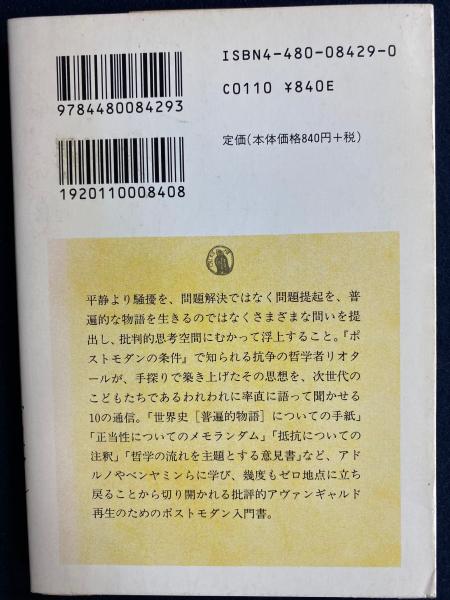 ISBN4-480-08429-0
C0110 ¥840E
9784480084293
定価(本体価格840円+税)
1920110008408
平静より騒擾を、問題解決ではなく問題提起を、普
遍的な物語を生きるのではなくさまざまな問いを提
出し、批判的思考空間にむかって浮上すること。『ポ
ストモダンの条件』で知られる抗争の哲学者リオタ
ールが、手探りで築き上げたその思想を、次世代の
こどもたちであるわれわれに率直に語って聞かせる
10の通信。「世界史［普遍的物語］についての手紙」
「正当性についてのメモランダム」「抵抗についての
注釈」「哲学の流れを主題とする意見書」など、アド
ルノやベンヤミンらに学び、幾度もゼロ地点に立ち
戻ることから切り開かれる批評的アヴァンギャルド
再生のためのポストモダン入門書。